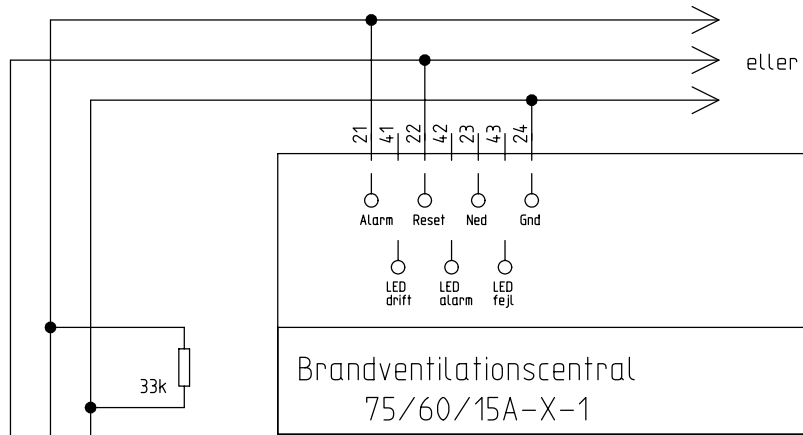 eller
21 41 22 42 23 43 24
Alarm Reset Ned Gnd
LED LED LED
drift alarm fejl
33k
Brandventilationscentral
75/60/15A-X-1